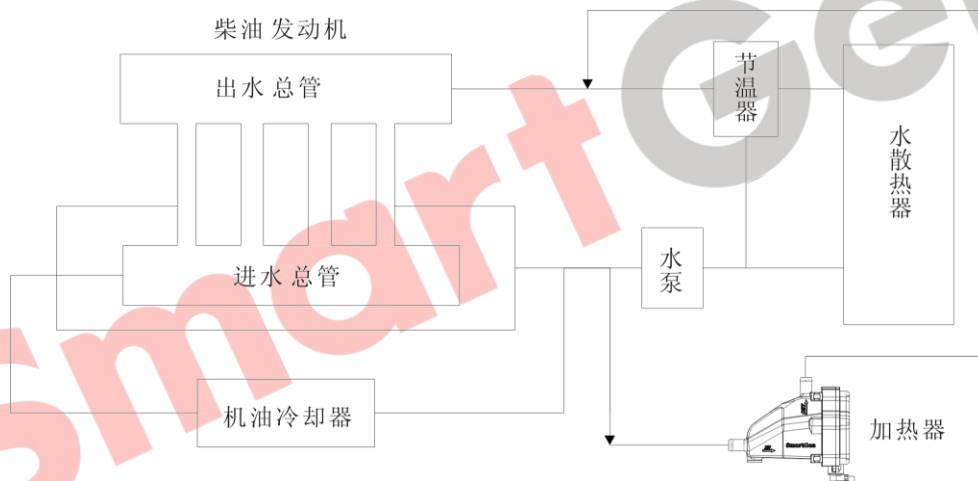 柴油 发动机
出水 总管
节温器
水散热器
进水 总管
水泵
机油冷却器
加热器
SmartGen
SmartGen